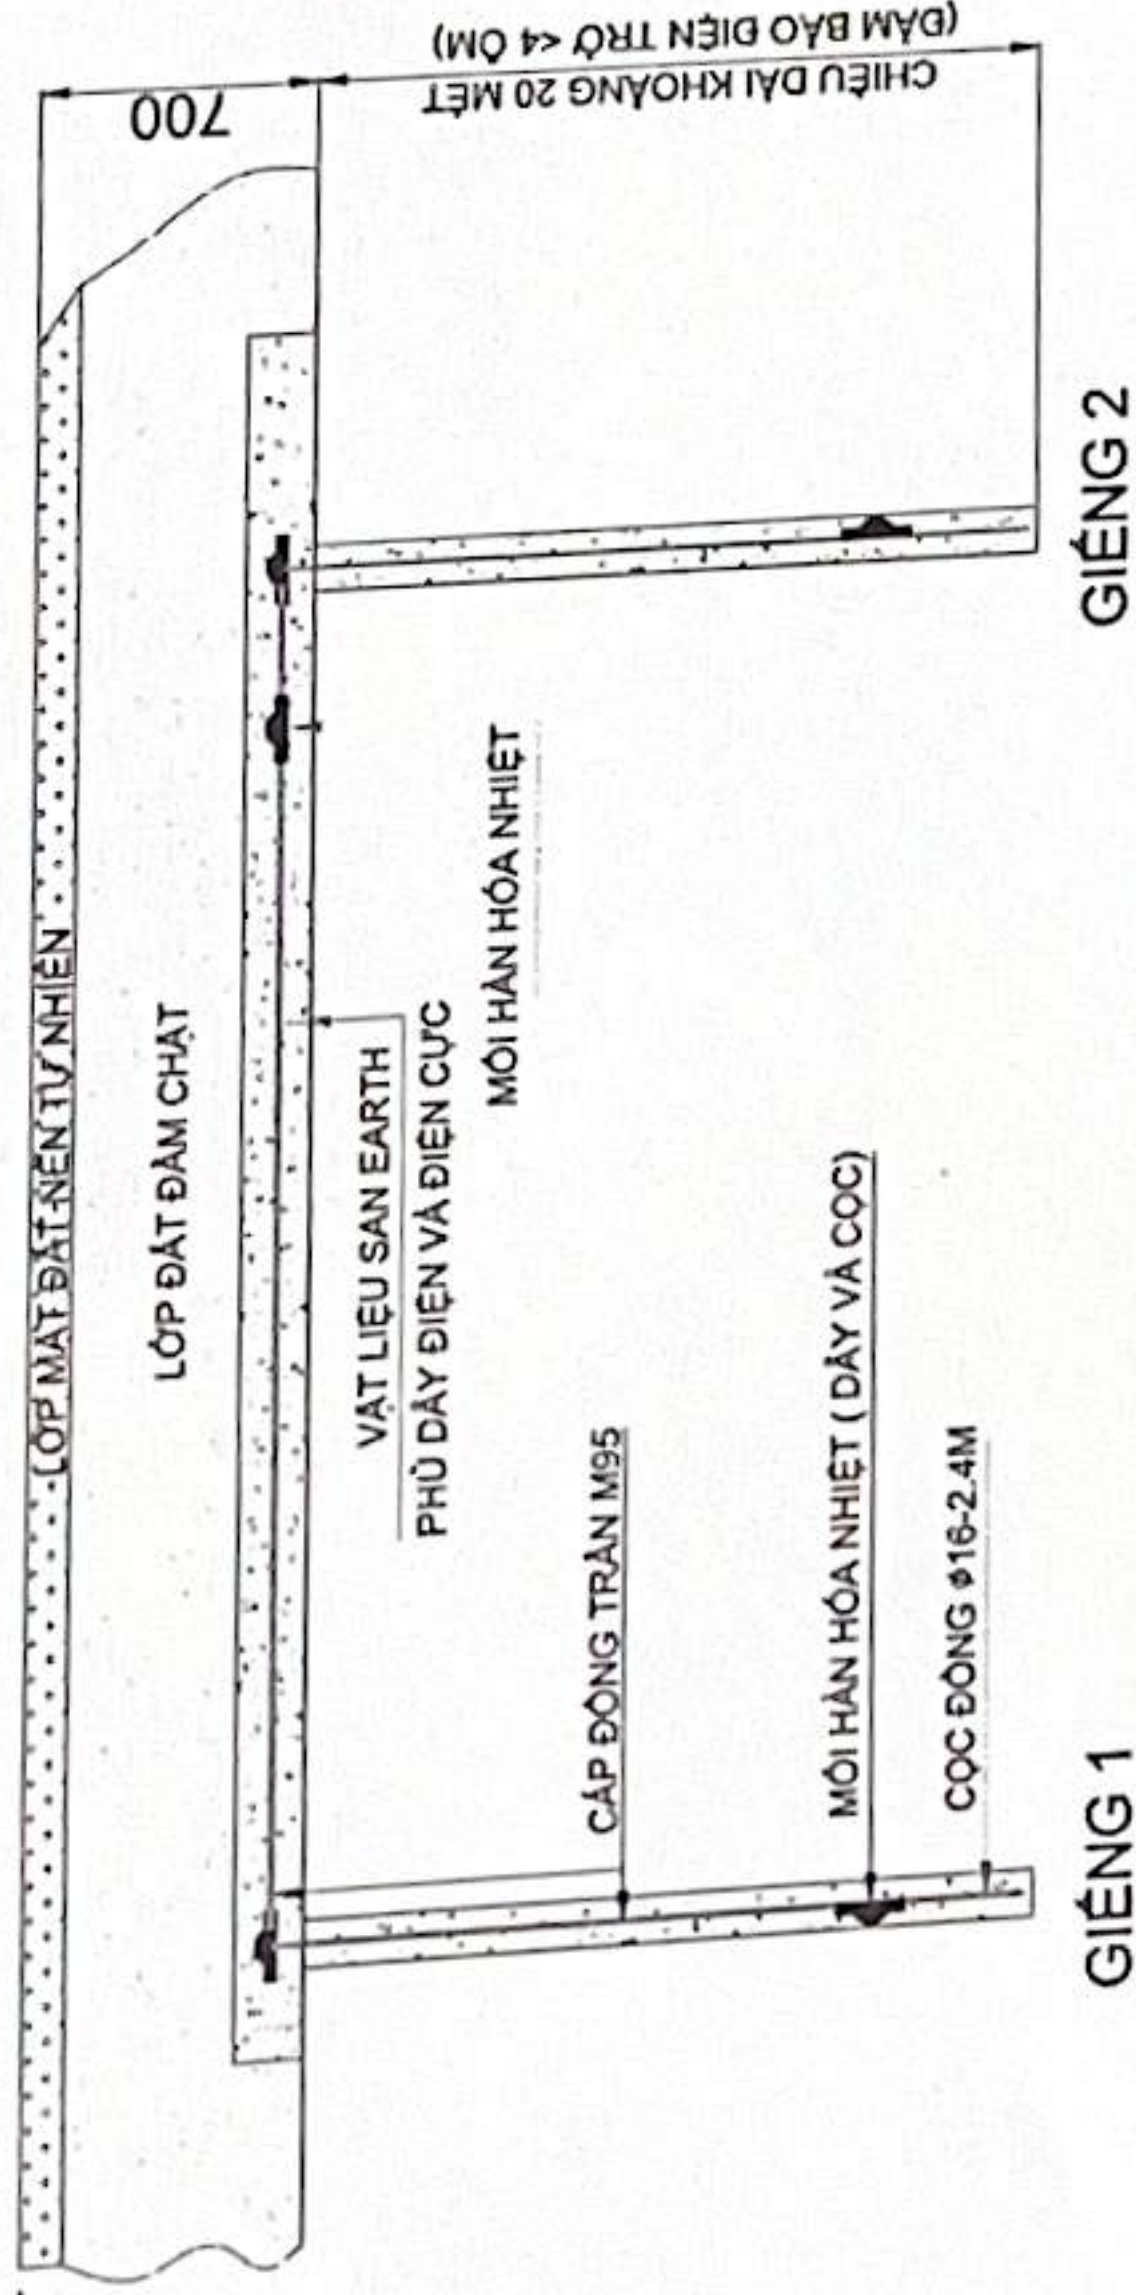 LỚP MẶT ĐẤT NỀN TỰ NHIÊN
700
LỚP ĐẤT ĐẦM CHẶT
CHIỀU DÀI KHOẢNG 20 MÉT
(ĐẢM BẢO ĐIỆN TRỞ <4 ÔM)
VẬT LIỆU SAN EARTH
PHỦ DÂY ĐIỆN VÀ ĐIỆN CỰC
MỐI HÀN HÓA NHIỆT
CÁP ĐỒNG TRẦN M95
MỐI HÀN HÓA NHIỆT ( DÂY VÀ CỌC)
CỌC ĐỒNG ø16-2.4M
GIẾNG 1
GIẾNG 2